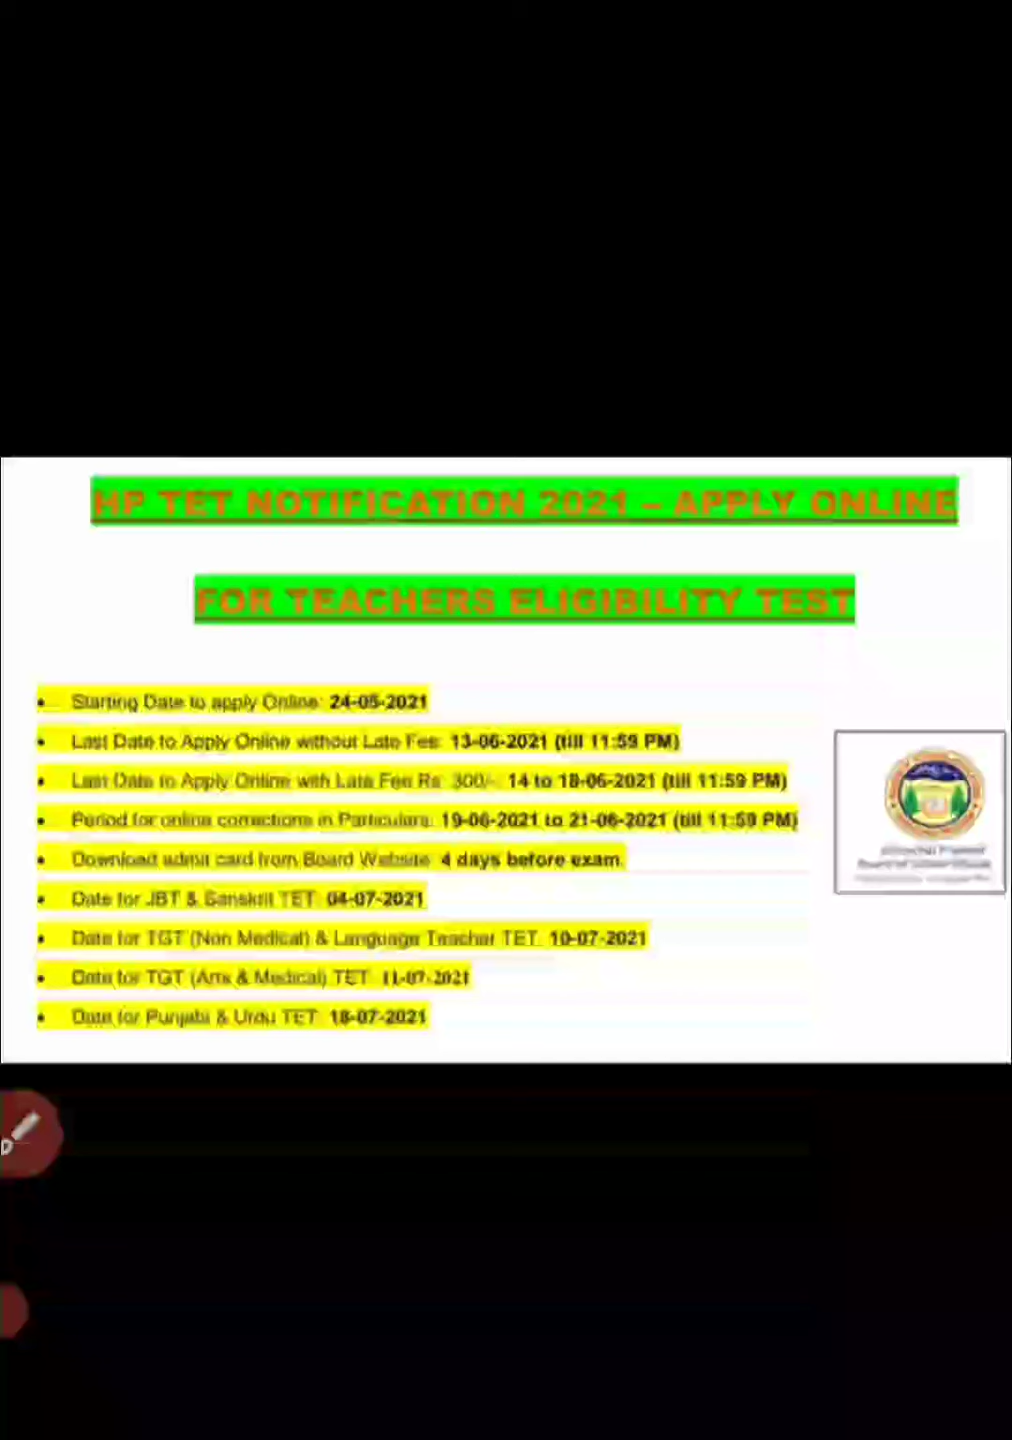 HP TET NOTIFICATION 2021 – APPLY ONLINE
FOR TEACHERS ELIGIBILITY TEST
• Starting Date to apply Online: 24-05-2021
• Last Date to Apply Online without Late Fee: 13-06-2021 (till 11:59 PM)
• Last Date to Apply Online with Late Fee Rs. 300/-: 14 to 18-06-2021 (till 11:59 PM)
• Period for online corrections in Particulars: 19-06-2021 to 21-06-2021 (till 11:59 PM)
• Download admit card from Board Website: 4 days before exam.
• Date for JBT & Sanskrit TET: 04-07-2021
• Date for TGT (Non Medical) & Language Teacher TET: 10-07-2021
• Date for TGT (Arts & Medical) TET: 11-07-2021
• Date for Punjabi & Urdu TET: 18-07-2021
Himachal Pradesh
Board of School Education